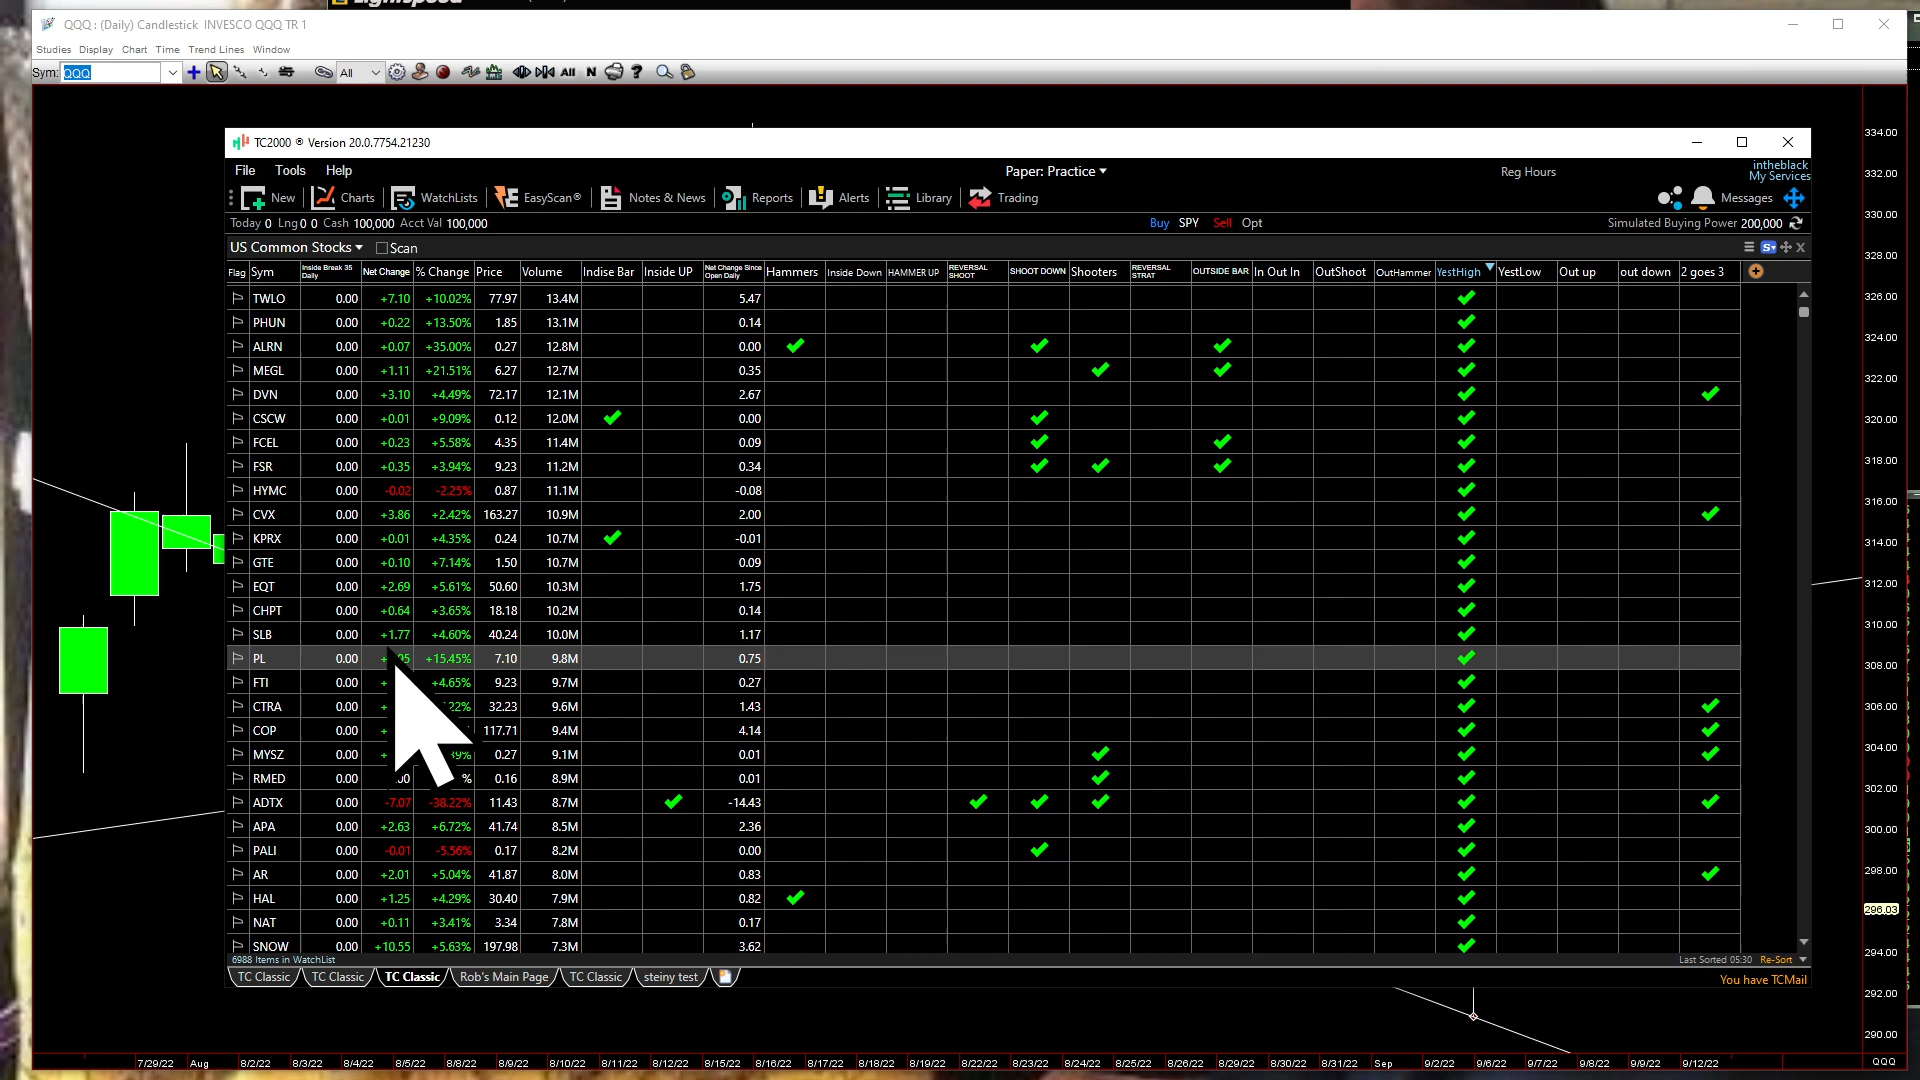 QQQ : (Daily) Candlestick INVESCO QQQ TR 1
Studies Display Chart Time Trend Lines Window
Sym: QQQ All All N ?
TC2000 ® Version 20.0.7754.21230
File Tools Help Paper: Practice Reg Hours intheblack
My Services
New Charts WatchLists EasyScan® Notes & News Reports Alerts Library Trading Messages
Today 0 Lng 0 0 Cash 100,000 Acct Val 100,000 Buy SPY Sell Opt Simulated Buying Power 200,000
US Common Stocks Scan
Flag Sym Inside Break 35 Daily Net Change % Change Price Volume Indise Bar Inside UP Net Change Since Open Daily Hammers Inside Down HAMMER UP REVERSAL SHOOT SHOOT DOWN Shooters REVERSAL STRAT OUTSIDE BAR In Out In OutShoot OutHammer YestHigh YestLow Out up out down 2 goes 3
TWLO 0.00 +7.10 +10.02% 77.97 13.4M 5.47
PHUN 0.00 +0.22 +13.50% 1.85 13.1M 0.14
ALRN 0.00 +0.07 +35.00% 0.27 12.8M 0.00
MEGL 0.00 +1.11 +21.51% 6.27 12.7M 0.35
DVN 0.00 +3.10 +4.49% 72.17 12.1M 2.67
CSCW 0.00 +0.01 +9.09% 0.12 12.0M 0.00
FCEL 0.00 +0.23 +5.58% 4.35 11.4M 0.09
FSR 0.00 +0.35 +3.94% 9.23 11.2M 0.34
HYMC 0.00 -0.02 -2.25% 0.87 11.1M -0.08
CVX 0.00 +3.86 +2.42% 163.27 10.9M 2.00
KPRX 0.00 +0.01 +4.35% 0.24 10.7M -0.01
GTE 0.00 +0.10 +7.14% 1.50 10.7M 0.09
EQT 0.00 +2.69 +5.61% 50.60 10.3M 1.75
CHPT 0.00 +0.64 +3.65% 18.18 10.2M 0.14
SLB 0.00 +1.77 +4.60% 40.24 10.0M 1.17
PL 0.00 +15.45% 7.10 9.8M 0.75
FTI 0.00 +4.65% 9.23 9.7M 0.27
CTRA 0.00 32.23 9.6M 1.43
COP 0.00 117.71 9.4M 4.14
MYSZ 0.00 0.27 9.1M 0.01
RMED 0.00 0.16 8.9M 0.01
ADTX 0.00 -7.07 -38.22% 11.43 8.7M -14.43
APA 0.00 +2.63 +6.72% 41.74 8.5M 2.36
PALI 0.00 -0.01 -5.56% 0.17 8.2M 0.00
AR 0.00 +2.01 +5.04% 41.87 8.0M 0.83
HAL 0.00 +1.25 +4.29% 30.40 7.9M 0.82
NAT 0.00 +0.11 +3.41% 3.34 7.8M 0.17
SNOW 0.00 +10.55 +5.63% 197.98 7.3M 3.62
6988 Items in WatchList Last Sorted 05:30 Re-Sort
TC Classic TC Classic TC Classic Rob's Main Page TC Classic steiny test
You have TCMail
334.00
332.00
330.00
328.00
326.00
324.00
322.00
320.00
318.00
316.00
314.00
312.00
310.00
308.00
306.00
304.00
302.00
300.00
298.00
296.03
294.00
292.00
290.00
7/29/22 Aug 8/2/22 8/3/22 8/4/22 8/5/22 8/8/22 8/9/22 8/10/22 8/11/22 8/12/22 8/15/22 8/16/22 8/17/22 8/18/22 8/19/22 8/22/22 8/23/22 8/24/22 8/25/22 8/26/22 8/29/22 8/30/22 8/31/22 Sep 9/2/22 9/6/22 9/7/22 9/8/22 9/9/22 9/12/22 QQQ